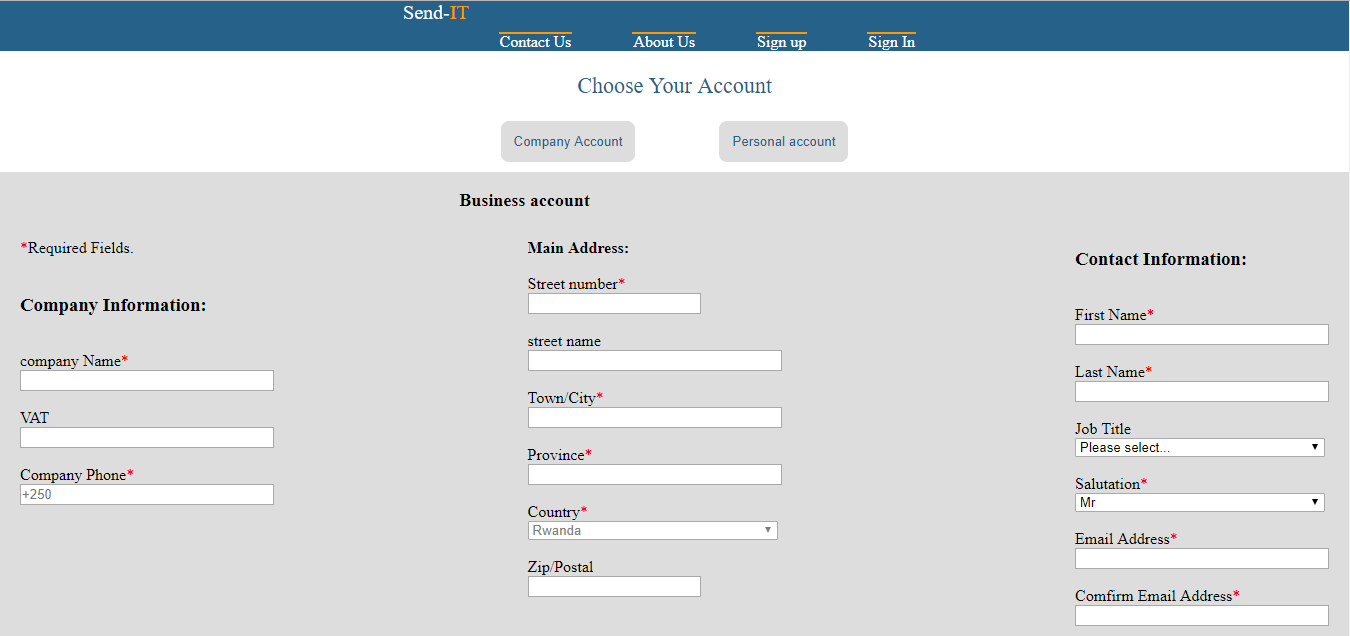 Send-IT
Contact Us About Us Sign up Sign In
Choose Your Account
Company Account Personal account
Business account
*Required Fields.
Company Information:
company Name*
VAT
Company Phone*
+250
Main Address:
Street number*
street name
Town/City*
Province*
Country*
Rwanda
Zip/Postal
Contact Information:
First Name*
Last Name*
Job Title
Please select...
Salutation*
Mr
Email Address*
Comfirm Email Address*